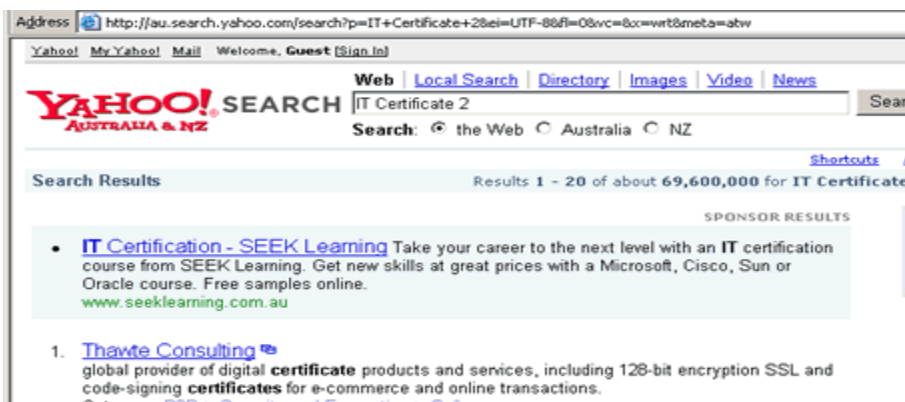 Address http://au.search.yahoo.com/search?p=IT+Certificate+2&ei=UTF-8&fl=0&vc=&x=wrt&meta=atw
Yahoo! My Yahoo! Mail Welcome, Guest [Sign In]
Web | Local Search | Directory | Images | Video | News
YAHOO! SEARCH IT Certificate 2 Sear
AUSTRALIA & NZ Search: the Web Australia NZ
Shortcuts
Search Results Results 1 - 20 of about 69,600,000 for IT Certificate
SPONSOR RESULTS
• IT Certification - SEEK Learning Take your career to the next level with an IT certification
course from SEEK Learning. Get new skills at great prices with a Microsoft, Cisco, Sun or
Oracle course. Free samples online.
www.seeklearning.com.au
1. Thawte Consulting
global provider of digital certificate products and services, including 128-bit encryption SSL and
code-signing certificates for e-commerce and online transactions.